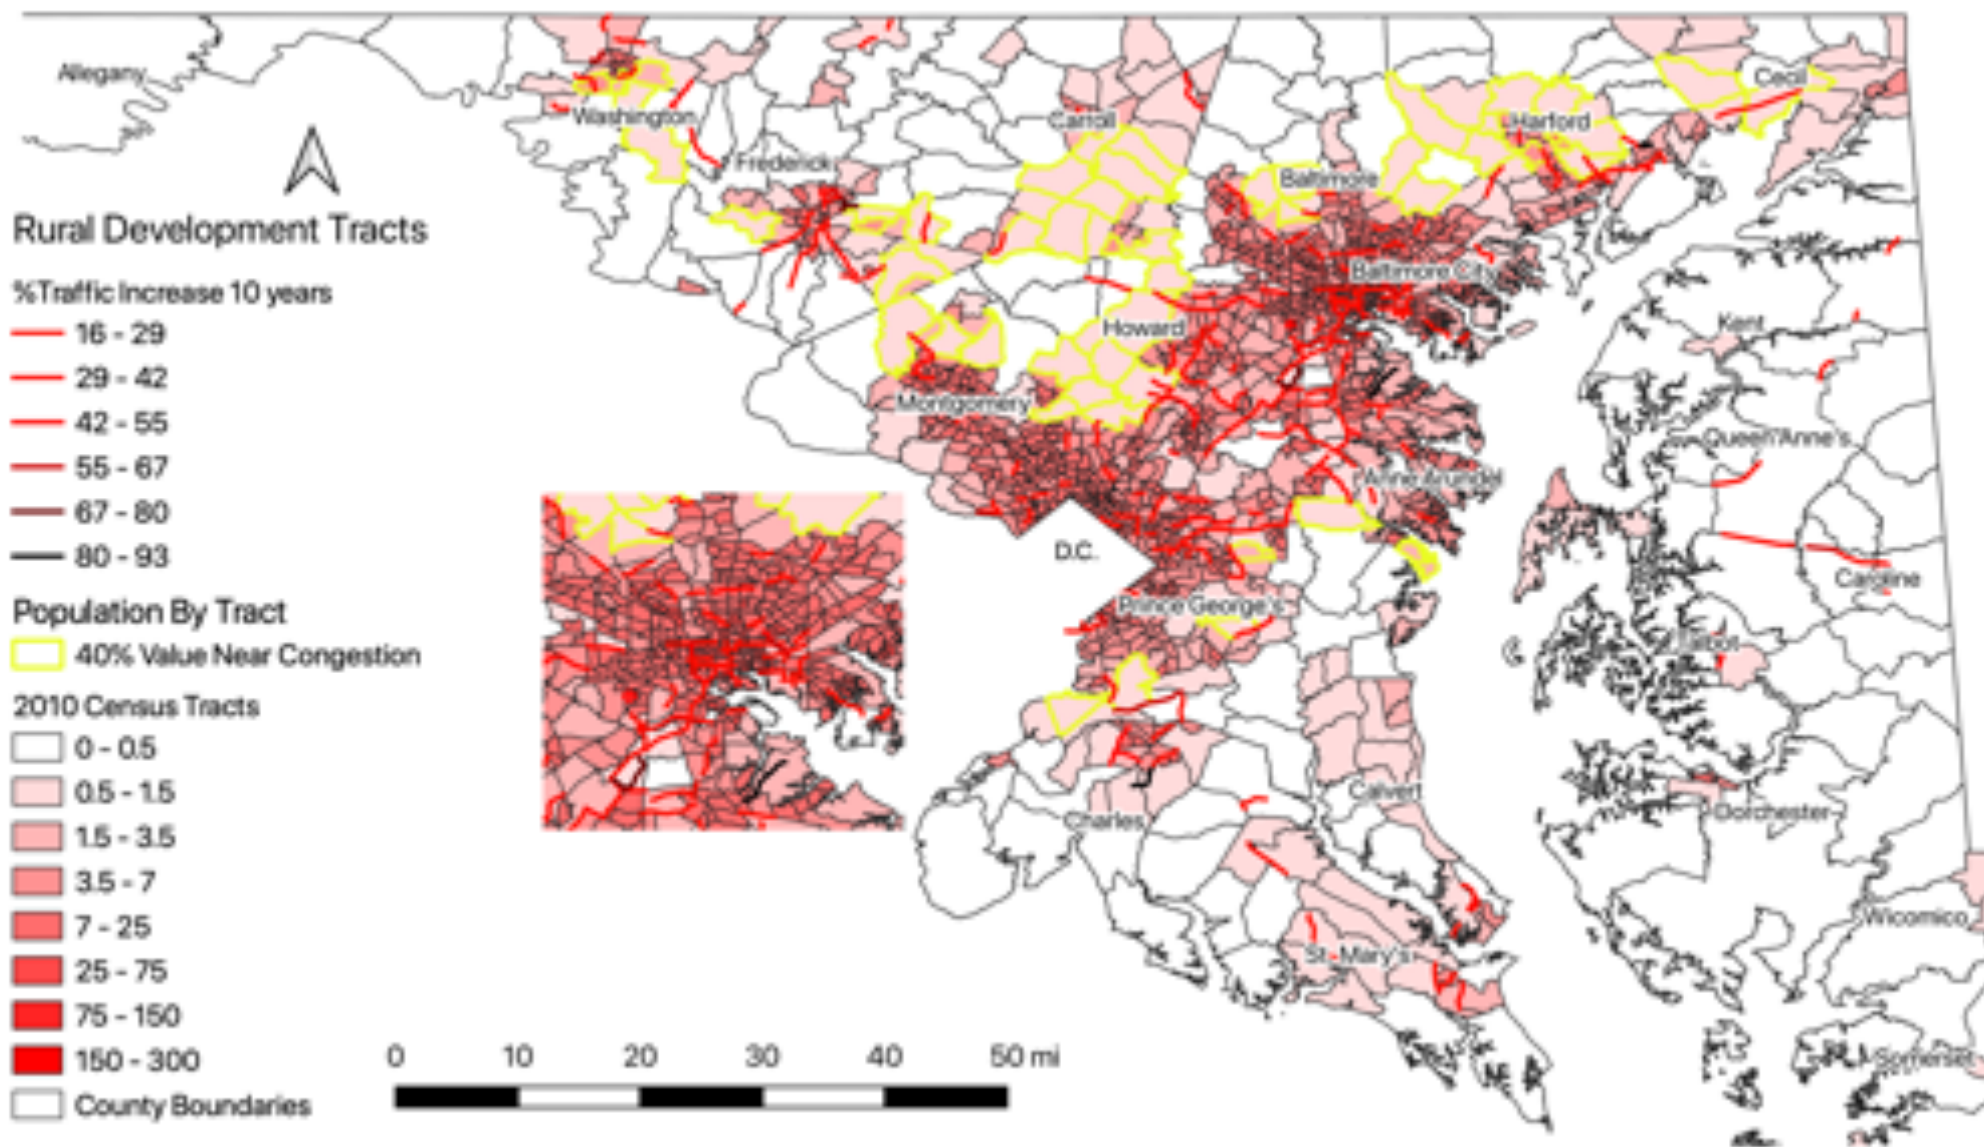 Allegany
Washington
Frederick
Carroll
Baltimore
Harford
Cecil
Rural Development Tracts
%Traffic Increase 10 years
16 - 29
29 - 42
42 - 55
55 - 67
67 - 80
80 - 93
Population By Tract
40% Value Near Congestion
2010 Census Tracts
0 - 0.5
0.5 - 1.5
1.5 - 3.5
3.5 - 7
7 - 25
25 - 75
75 - 150
150 - 300
County Boundaries
Baltimore City
Howard
Kent
Montgomery
Queen Anne's
Anne Arundel
D.C.
Caroline
Prince George's
Talbot
Calvert
Charles
Dorchester
Wicomico
St. Mary's
Somerset
0 10 20 30 40 50 mi